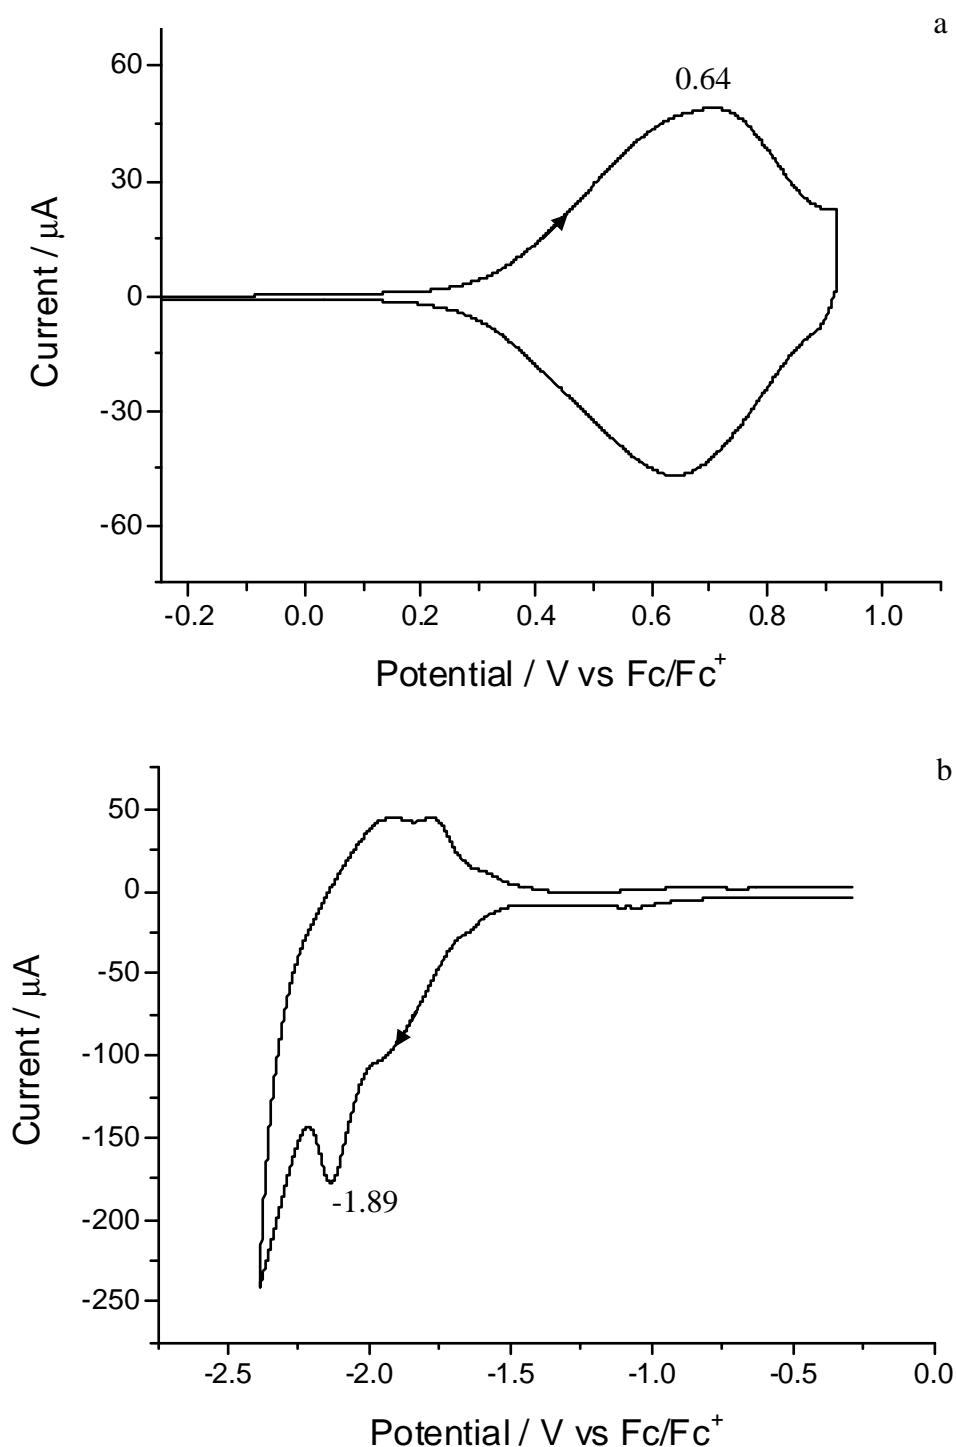 a
0.64
60
30
0
-30
-60
Current / μA
-0.2 0.0 0.2 0.4 0.6 0.8 1.0
Potential / V vs Fc/Fc⁺
b
50
0
-50
-100
-150
-200
-250
Current / μA
-1.89
-2.5 -2.0 -1.5 -1.0 -0.5 0.0
Potential / V vs Fc/Fc⁺